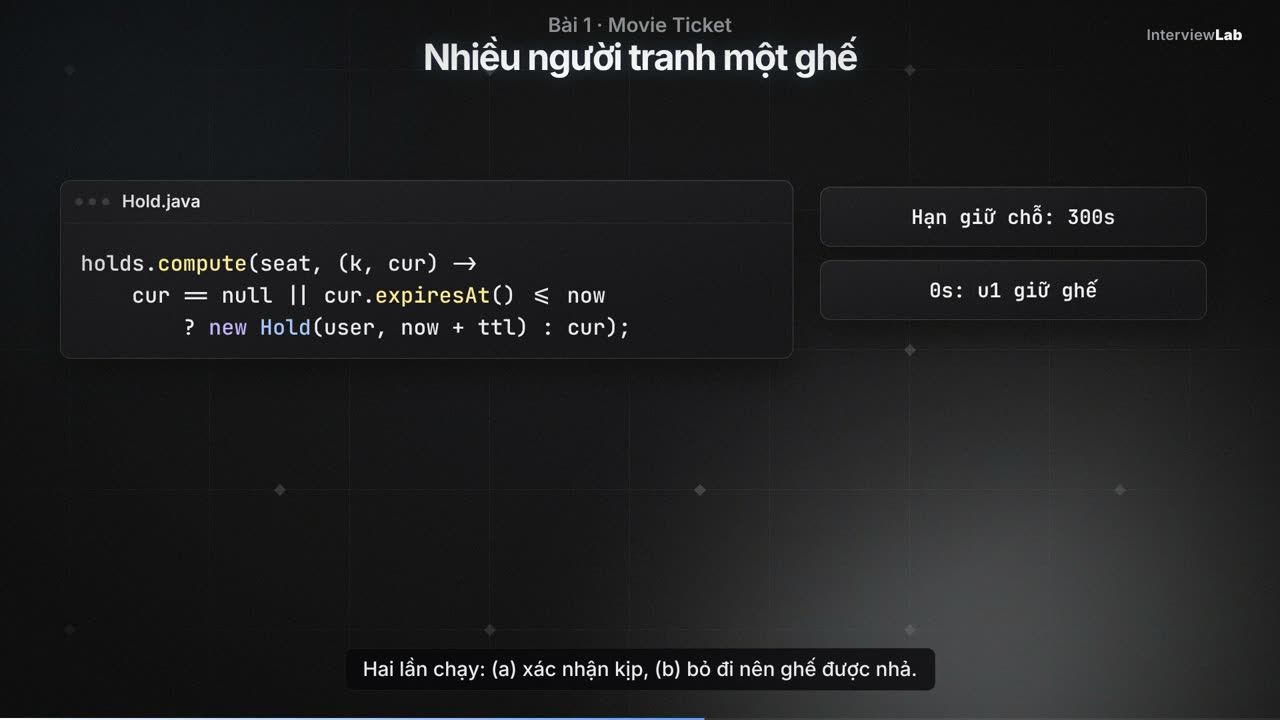 Bài 1 · Movie Ticket
Nhiều người tranh một ghế
InterviewLab
Hold.java
holds.compute(seat, (k, cur) ->
    cur == null || cur.expiresAt() <= now
        ? new Hold(user, now + ttl) : cur);
Hạn giữ chỗ: 300s
0s: u1 giữ ghế
Hai lần chạy: (a) xác nhận kịp, (b) bỏ đi nên ghế được nhả.